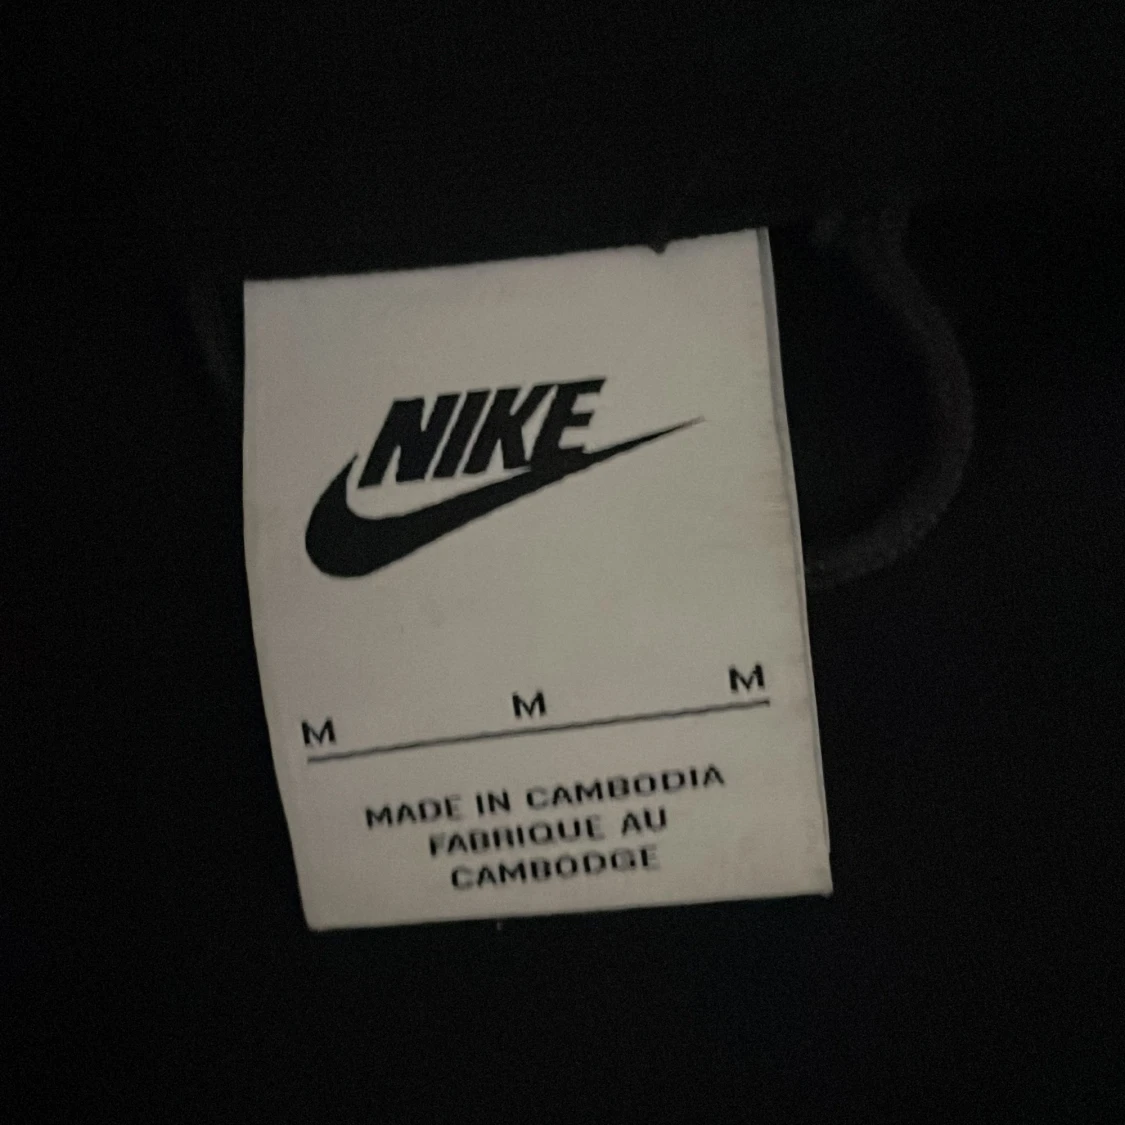 NIKE
M M M
MADE IN CAMBODIA
FABRIQUE AU
CAMBODGE